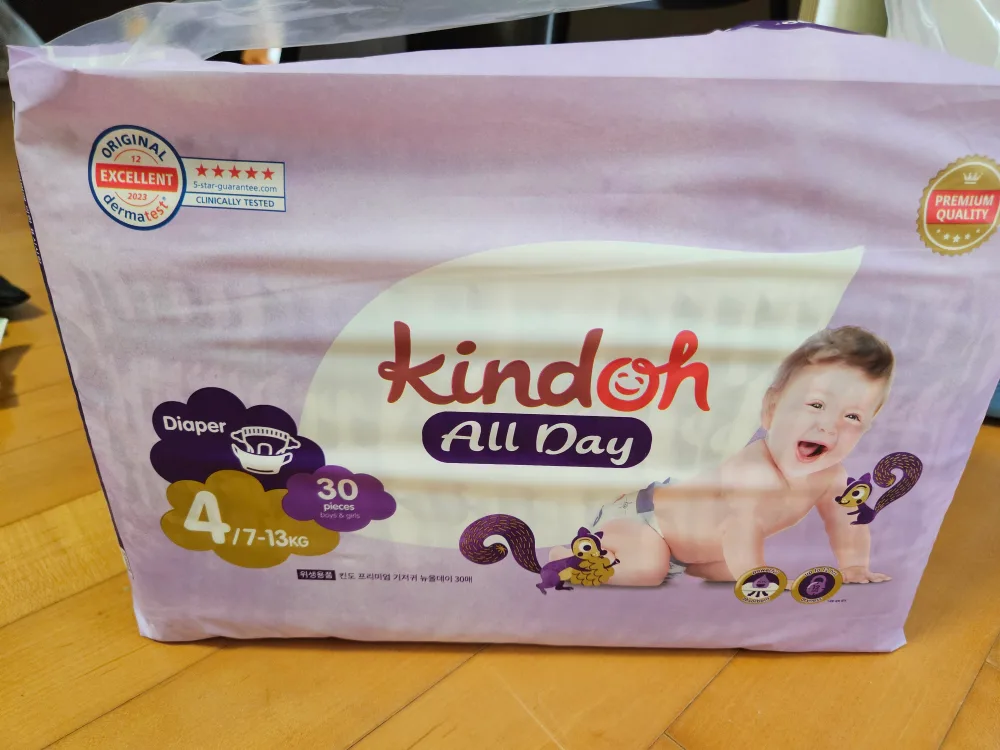 ORIGINAL
12
EXCELLENT
2023
dermatest®
5-star-guarantee.com
CLINICALLY TESTED
PREMIUM
QUALITY
kindoh
All Day
Diaper
4/7-13KG
30
pieces
boys & girls
위생용품 킨도 프리미엄 기저귀 뉴올데이 30매